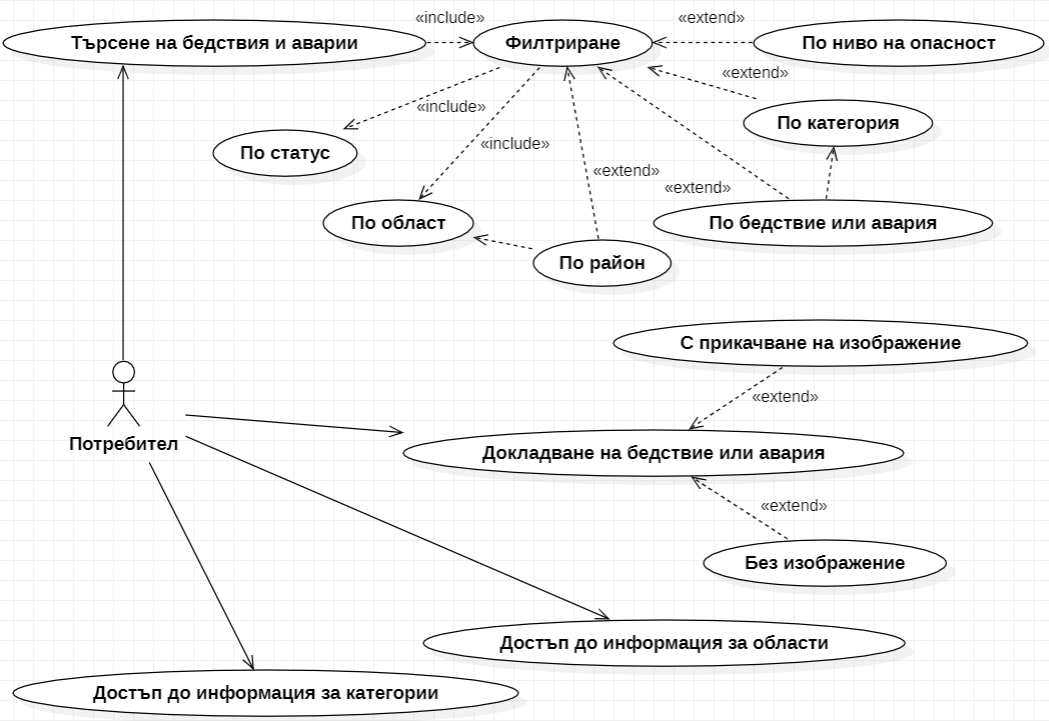 «include»
«extend»
Търсене на бедствия и аварии
Филтриране
По ниво на опасност
«extend»
«include»
По категория
«include»
По статус
«extend»
«extend»
По област
По бедствие или авария
По район
С прикачване на изображение
«extend»
Потребител
Докладване на бедствие или авария
«extend»
Без изображение
Достъп до информация за области
Достъп до информация за категории